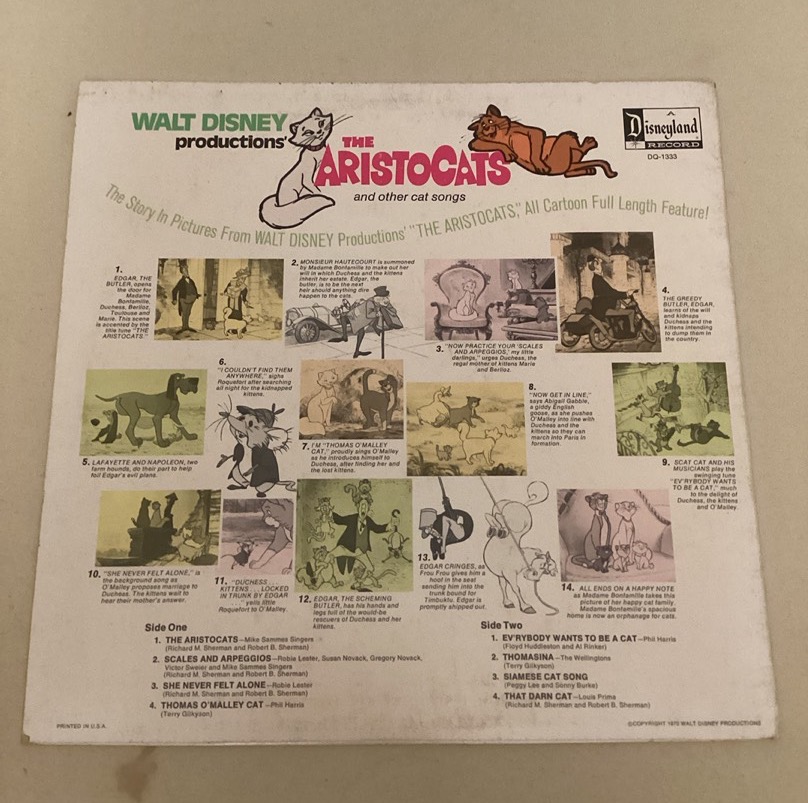 WALT DISNEY
productions'
THE
ARISTOCATS
and other cat songs
A
Disneyland
RECORD
DQ-1333
The Story In Pictures From WALT DISNEY Productions' "THE ARISTOCATS," All Cartoon Full Length Feature!
1.
EDGAR, THE
BUTLER, opens
the door for
Madame
Bonfamille,
Duchess, Berlioz,
Toulouse and
Marie. This scene
is accented by the
title tune "THE
ARISTOCATS."
2. MONSIEUR HAUTECOURT is summoned
by Madame Bonfamille to make out her
will in which Duchess and the kittens
inherit her estate. Edgar, the
butler, is to be the next
heir should anything dire
happen to the cats.
3. "NOW PRACTICE YOUR 'SCALES
AND ARPEGGIOS,' my little
darlings," urges Duchess, the
regal mother of kittens Marie
and Berlioz.
4.
THE GREEDY
BUTLER, EDGAR,
learns of the will
and kidnaps
Duchess and the
kittens intending
to dump them in
the country.
5. LAFAYETTE AND NAPOLEON, two
farm hounds, do their part to help
foil Edgar's evil plans.
6.
"I COULDN'T FIND THEM
ANYWHERE," sighs
Roquefort after searching
all night for the kidnapped
kittens.
7. I'M "THOMAS O'MALLEY
CAT," proudly sings O'Malley
as he introduces himself to
Duchess, after finding her and
the lost kittens.
8.
"NOW GET IN LINE,"
says Abigail Gabble,
a giddy English
goose, as she pushes
O'Malley into line with
Duchess and the
kittens so they can
march into Paris in
formation.
9. SCAT CAT AND HIS
MUSICIANS play the
swinging tune
"EV'RYBODY WANTS
TO BE A CAT," much
to the delight of
Duchess, the kittens
and O'Malley.
10. "SHE NEVER FELT ALONE," is
the background song as
O'Malley proposes marriage to
Duchess. The kittens wait to
hear their mother's answer.
11. "DUCHESS . . .
KITTENS . . . LOCKED
IN TRUNK BY EDGAR
. . ." yells little
Roquefort to O'Malley.
12. EDGAR, THE SCHEMING
BUTLER, has his hands and
legs full of the would-be
rescuers of Duchess and her
kittens.
13.
EDGAR CRINGES, as
Frou Frou gives him a
hoof in the seat
sending him into the
trunk bound for
Timbuktu. Edgar is
promptly shipped out.
14. ALL ENDS ON A HAPPY NOTE
as Madame Bonfamille takes this
picture of her happy cat family.
Madame Bonfamille's spacious
home is now an orphanage for cats.
Side One
1. THE ARISTOCATS—Mike Sammes Singers
(Richard M. Sherman and Robert B. Sherman)
2. SCALES AND ARPEGGIOS—Robie Lester, Susan Novack, Gregory Novack,
Victor Sweier and Mike Sammes Singers
(Richard M. Sherman and Robert B. Sherman)
3. SHE NEVER FELT ALONE—Robie Lester
(Richard M. Sherman and Robert B. Sherman)
4. THOMAS O'MALLEY CAT—Phil Harris
(Terry Gilkyson)
Side Two
1. EV'RYBODY WANTS TO BE A CAT—Phil Harris
(Floyd Huddleston and Al Rinker)
2. THOMASINA—The Wellingtons
(Terry Gilkyson)
3. SIAMESE CAT SONG
(Peggy Lee and Sonny Burke)
4. THAT DARN CAT—Louis Prima
(Richard M. Sherman and Robert B. Sherman)
PRINTED IN U.S.A.
©COPYRIGHT 1970 WALT DISNEY PRODUCTIONS